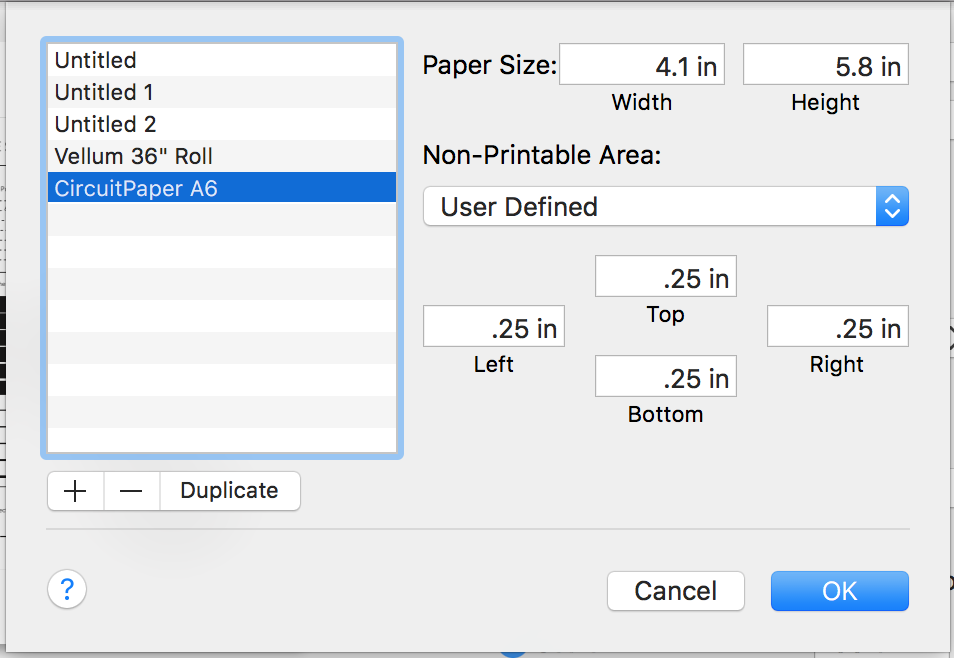 Untitled
Untitled 1
Untitled 2
Vellum 36" Roll
CircuitPaper A6
+ — Duplicate
?
Paper Size: 4.1 in 5.8 in
Width Height
Non-Printable Area:
User Defined
.25 in
Top
.25 in .25 in
Left Right
.25 in
Bottom
Cancel OK